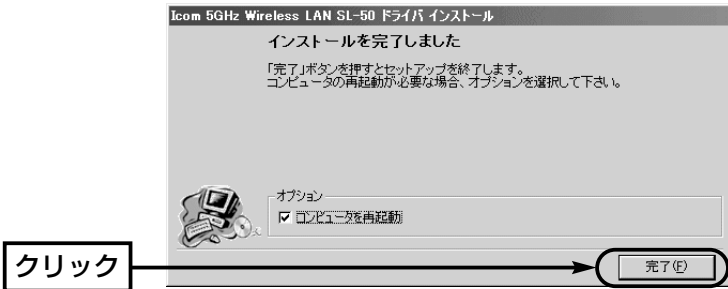 Icom 5GHz Wireless LAN SL-50 ドライバ インストール
インストールを完了しました
「完了」ボタンを押すとセットアップを終了します。
コンピュータの再起動が必要な場合、オプションを選択して下さい。
オプション
コンピュータを再起動
クリック
完了(F)